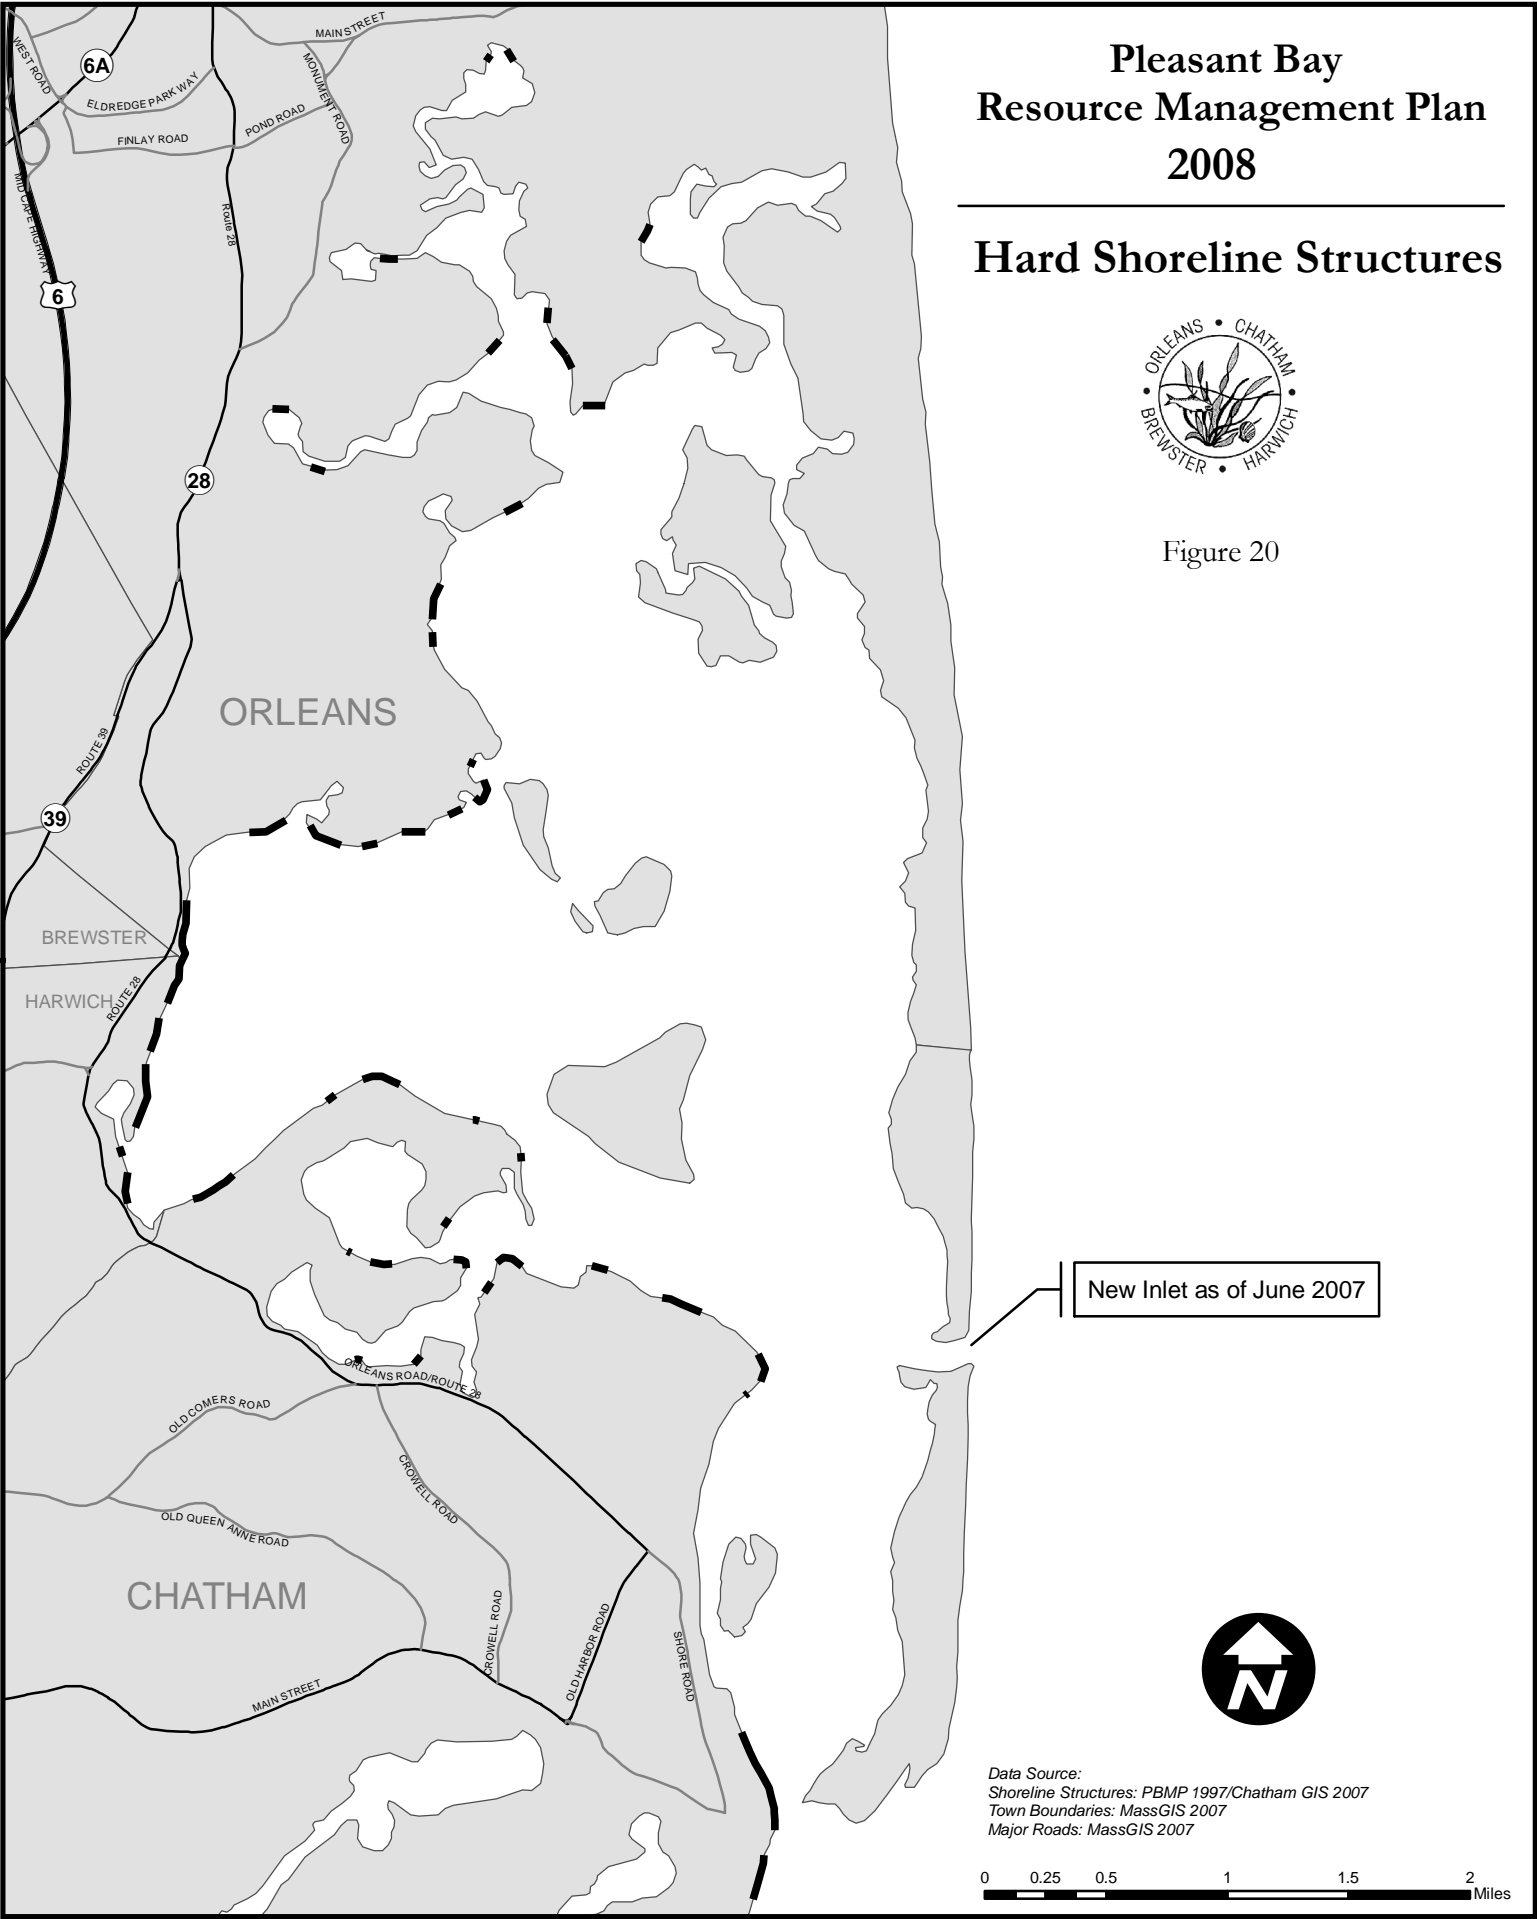 Pleasant Bay
Resource Management Plan
2008
Hard Shoreline Structures
ORLEANS • CHATHAM • HARWICH • BREWSTER •
Figure 20
MAIN STREET
WEST ROAD
6A
ELDREDGE PARK WAY
MONUMENT ROAD
POND ROAD
FINLAY ROAD
MID CAPE HIGHWAY
Route 28
6
28
ORLEANS
ROUTE 39
39
BREWSTER
HARWICH
ROUTE 28
New Inlet as of June 2007
ORLEANS ROAD/ROUTE 28
OLD COMERS ROAD
CROWELL ROAD
OLD QUEEN ANNE ROAD
CHATHAM
CROWELL ROAD
OLD HARBOR ROAD
SHORE ROAD
MAIN STREET
N
Data Source:
Shoreline Structures: PBMP 1997/Chatham GIS 2007
Town Boundaries: MassGIS 2007
Major Roads: MassGIS 2007
0 0.25 0.5 1 1.5 2
Miles